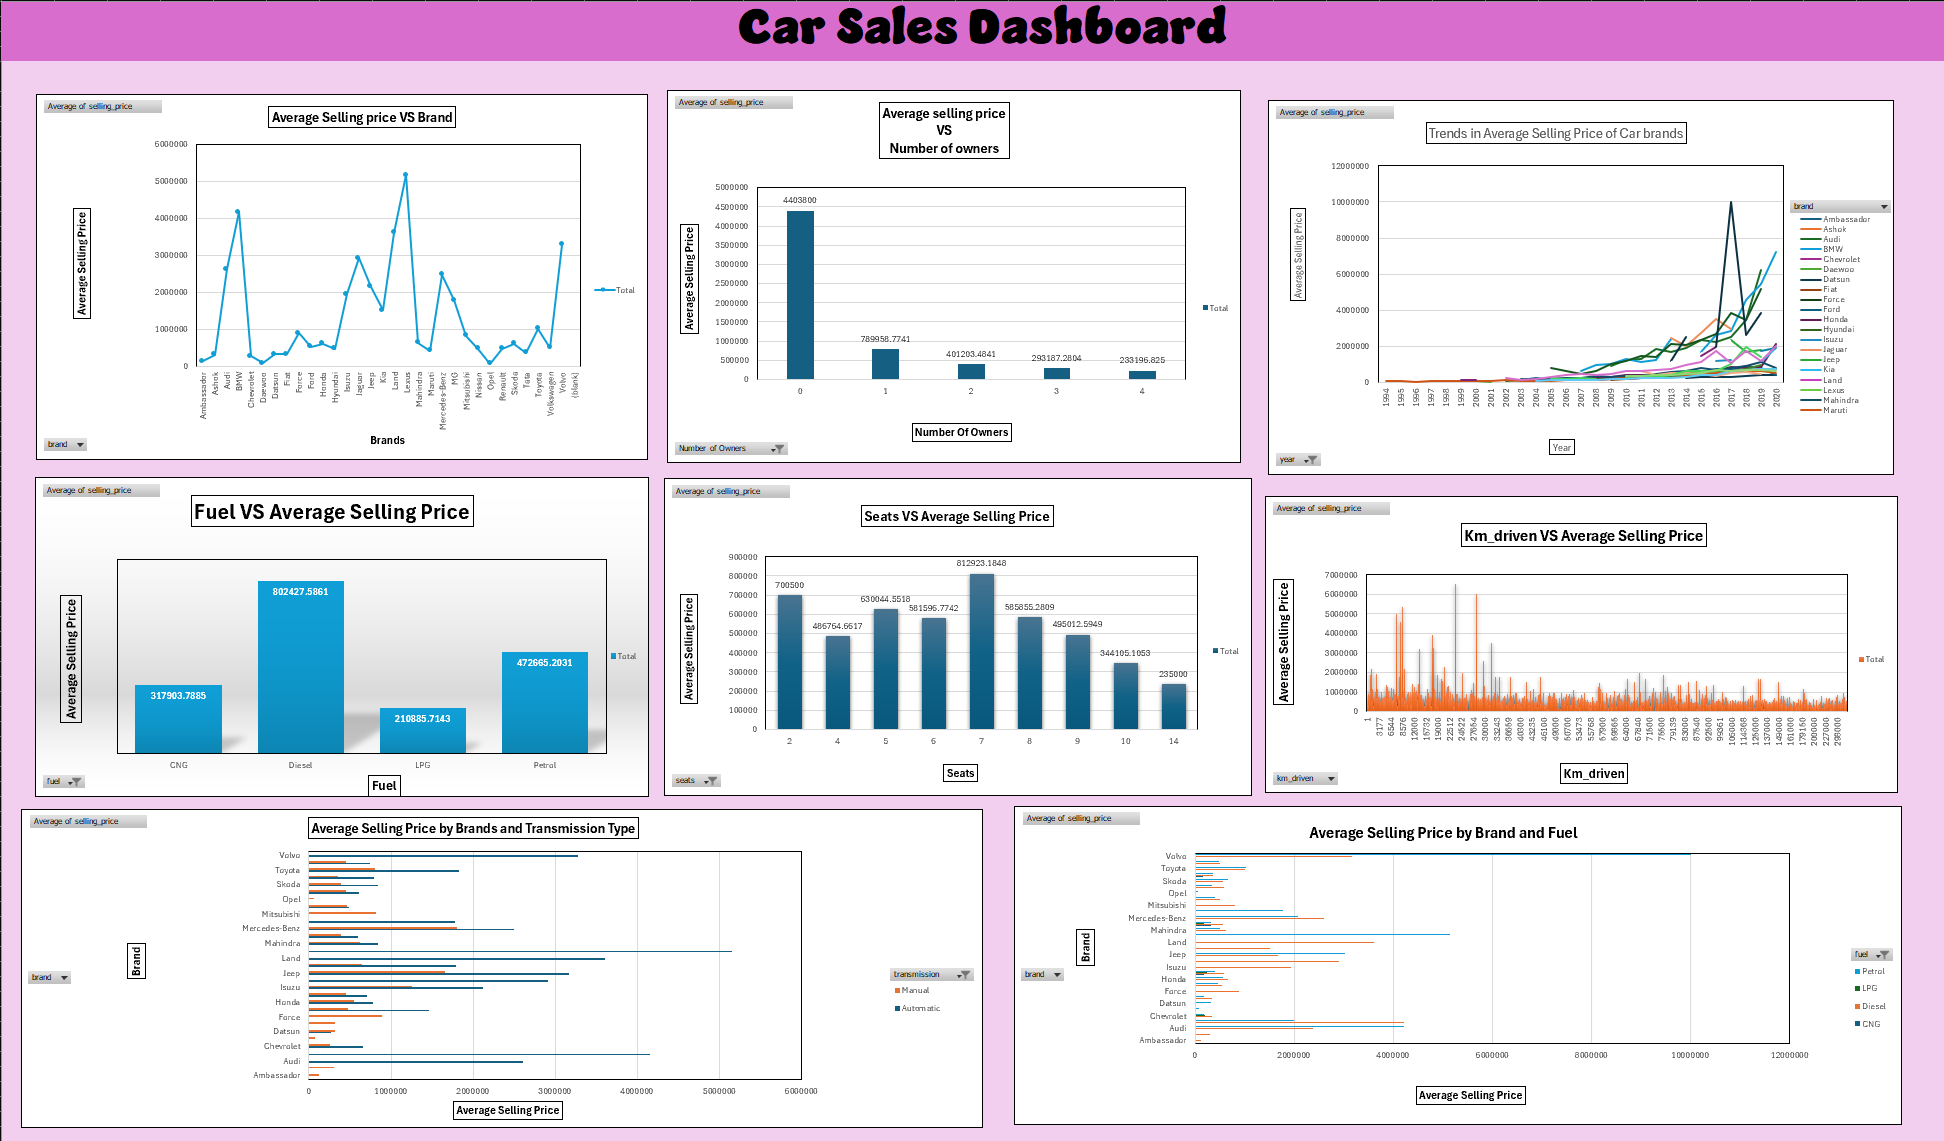 Car Sales Dashboard
Average of selling_price
Average Selling price VS Brand
Average Selling Price
6000000
5000000
4000000
3000000
2000000
1000000
0
Ambassador
Ashok
Audi
BMW
Chevrolet
Daewoo
Datsun
Fiat
Force
Ford
Honda
Hyundai
Isuzu
Jaguar
Jeep
Kia
Land
Lexus
Mahindra
Maruti
Mercedes-Benz
MG
Mitsubishi
Nissan
Opel
Renault
Skoda
Tata
Toyota
Volkswagen
Volvo
(blank)
Total
Brands
brand
Average of selling_price
Average selling price
VS
Number of owners
Average Selling Price
5000000
4500000
4000000
3500000
3000000
2500000
2000000
1500000
1000000
500000
0
4403800
789958.7741
401203.4841
293187.2804
233196.825
0
1
2
3
4
Total
Number Of Owners
Number of Owners
Average of selling_price
Trends in Average Selling Price of Car brands
Average Selling Price
12000000
10000000
8000000
6000000
4000000
2000000
0
1994
1995
1996
1997
1998
1999
2000
2001
2002
2003
2004
2005
2006
2007
2008
2009
2010
2011
2012
2013
2014
2015
2016
2017
2018
2019
2020
Year
year
brand
Ambassador
Ashok
Audi
BMW
Chevrolet
Daewoo
Datsun
Fiat
Force
Ford
Honda
Hyundai
Isuzu
Jaguar
Jeep
Kia
Land
Lexus
Mahindra
Maruti
Average of selling_price
Fuel VS Average Selling Price
Average Selling Price
317903.7885
802427.5861
210885.7143
472665.2031
CNG
Diesel
LPG
Petrol
Total
Fuel
fuel
Average of selling_price
Seats VS Average Selling Price
Average Selling Price
900000
800000
700000
600000
500000
400000
300000
200000
100000
0
700500
486764.6617
630044.5518
581596.7742
812923.1848
585855.2809
495012.5949
344105.1053
235000
2
4
5
6
7
8
9
10
14
Total
Seats
seats
Average of selling_price
Km_driven VS Average Selling Price
Average Selling Price
7000000
6000000
5000000
4000000
3000000
2000000
1000000
0
1
3177
6544
8576
12000
16732
19000
22512
24622
27654
30000
33243
36659
40300
43235
46100
49000
50700
53473
55768
57900
59865
64000
67840
71500
76600
79139
83000
87540
92500
99361
106000
114368
126000
137000
149000
161000
179150
200000
227000
298000
Total
Km_driven
km_driven
Average of selling_price
Average Selling Price by Brands and Transmission Type
Brand
brand
Volvo
Toyota
Skoda
Opel
Mitsubishi
Mercedes-Benz
Mahindra
Land
Jeep
Isuzu
Honda
Force
Datsun
Chevrolet
Audi
Ambassador
0
1000000
2000000
3000000
4000000
5000000
6000000
Average Selling Price
transmission
Manual
Automatic
Average of selling_price
Average Selling Price by Brand and Fuel
Brand
brand
Volvo
Toyota
Skoda
Opel
Mitsubishi
Mercedes-Benz
Mahindra
Land
Jeep
Isuzu
Honda
Force
Datsun
Chevrolet
Audi
Ambassador
0
2000000
4000000
6000000
8000000
10000000
12000000
Average Selling Price
fuel
Petrol
LPG
Diesel
CNG